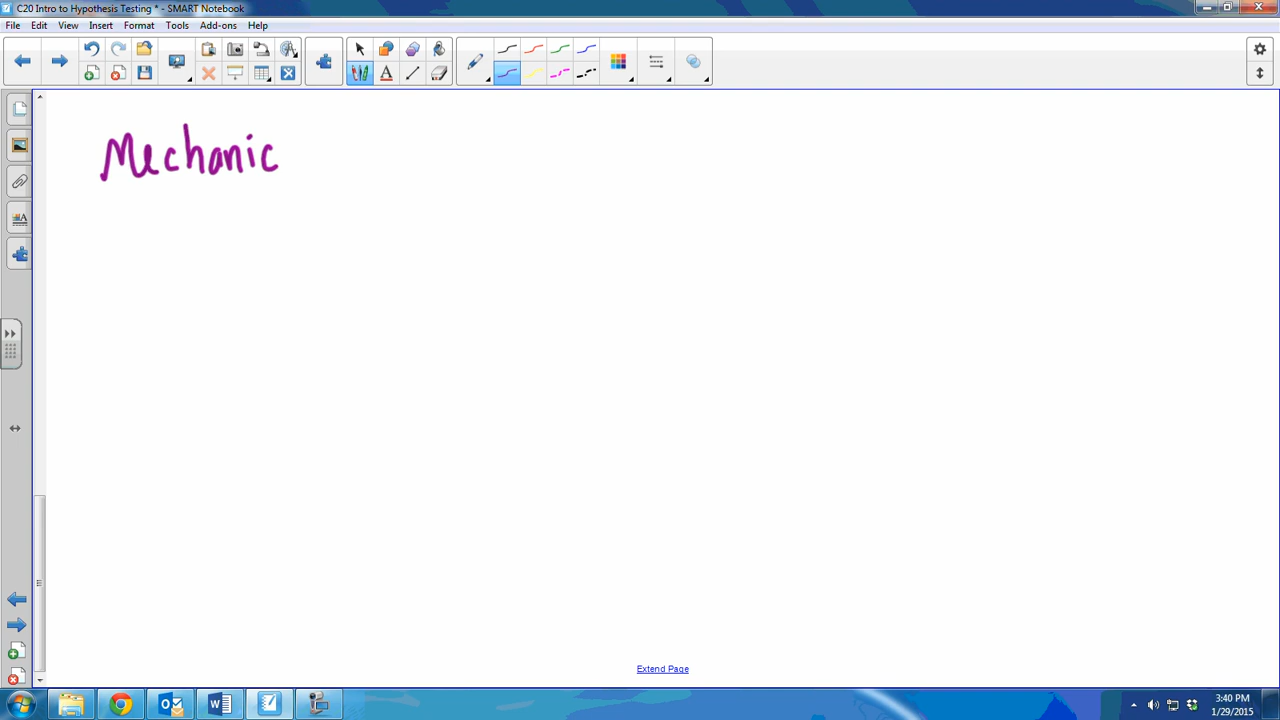 C20 Intro to Hypothesis Testing * - SMART Notebook
File Edit View Insert Format Tools Add-ons Help
Mechanic
Extend Page
3:40 PM
1/29/2015